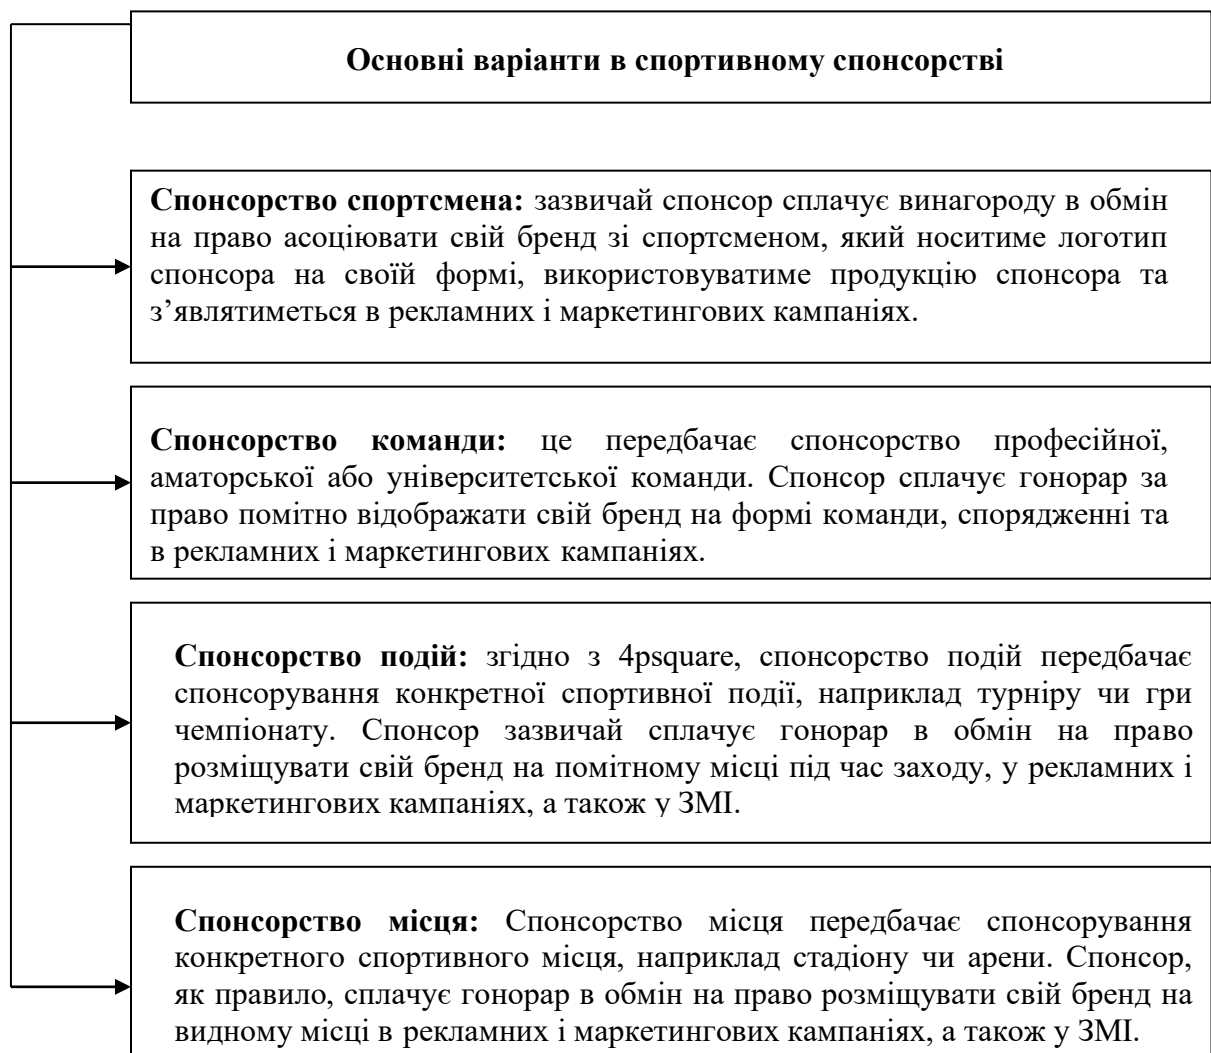 Основні варіанти в спортивному спонсорстві
Спонсорство спортсмена: зазвичай спонсор сплачує винагороду в обмін
на право асоціювати свій бренд зі спортсменом, який носитиме логотип
спонсора на своїй формі, використовуватиме продукцію спонсора та
з’являтиметься в рекламних і маркетингових кампаніях.
Спонсорство команди: це передбачає спонсорство професійної,
аматорської або університетської команди. Спонсор сплачує гонорар за
право помітно відображати свій бренд на формі команди, спорядженні та
в рекламних і маркетингових кампаніях.
Спонсорство подій: згідно з 4psquare, спонсорство подій передбачає
спонсорування конкретної спортивної події, наприклад турніру чи гри
чемпіонату. Спонсор зазвичай сплачує гонорар в обмін на право
розміщувати свій бренд на помітному місці під час заходу, у рекламних і
маркетингових кампаніях, а також у ЗМІ.
Спонсорство місця: Спонсорство місця передбачає спонсорування
конкретного спортивного місця, наприклад стадіону чи арени. Спонсор,
як правило, сплачує гонорар в обмін на право розміщувати свій бренд на
видному місці в рекламних і маркетингових кампаніях, а також у ЗМІ.